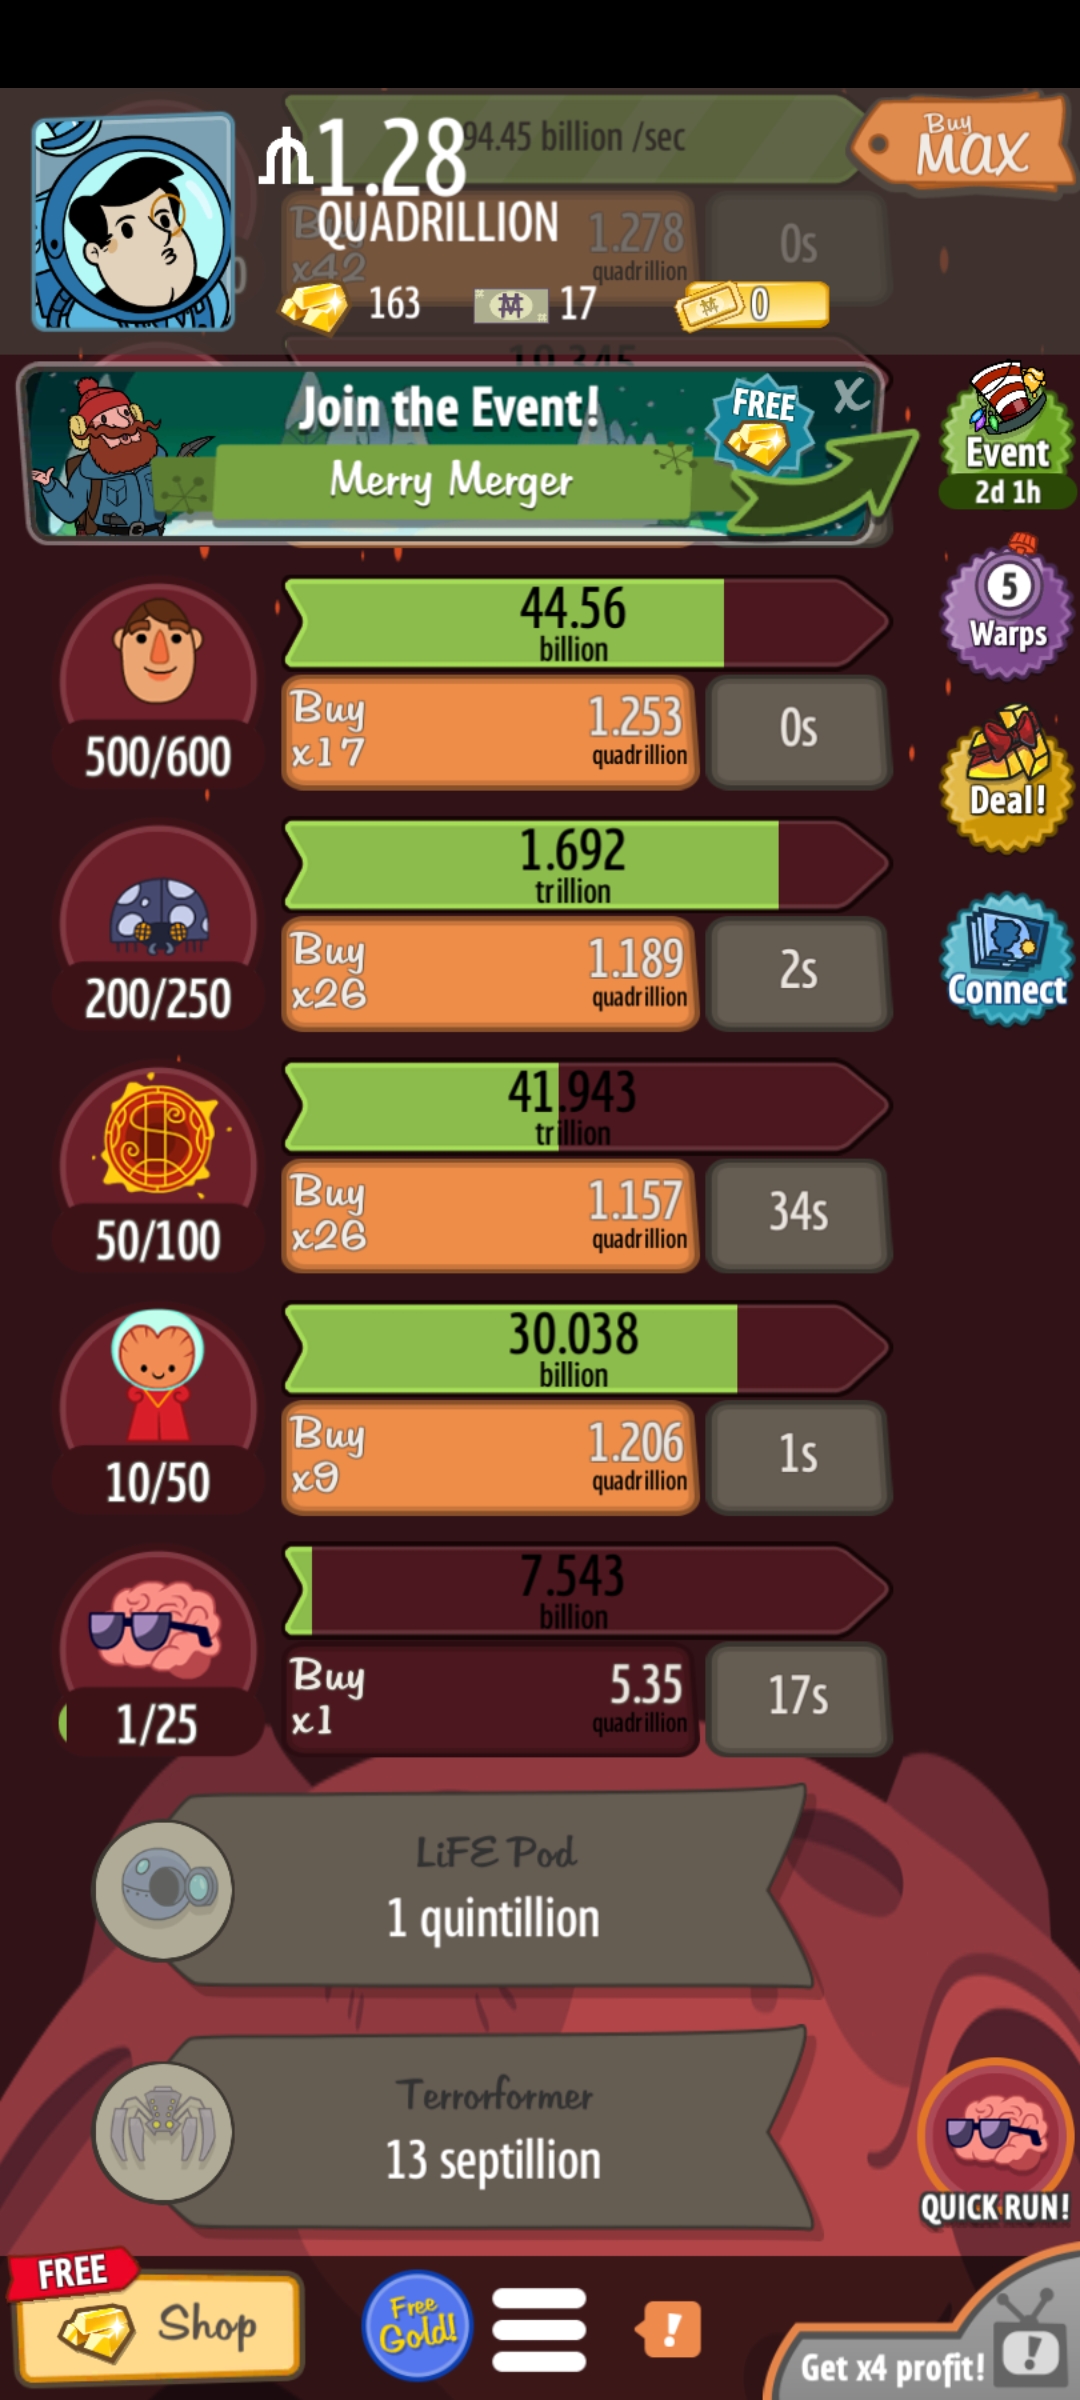 94.45 billion /sec
1.28
QUADRILLION
Buy
MAX
Buy
x42
1.278
quadrillion
0s
163
17
0
10.345
Join the Event!
FREE
X
Merry Merger
Event
2d 1h
44.56
billion
500/600
Buy
x17
1.253
quadrillion
0s
5
Warps
1.692
trillion
200/250
Buy
x26
1.189
quadrillion
2s
Deal!
Connect
41.943
trillion
50/100
Buy
x26
1.157
quadrillion
34s
30.038
billion
10/50
Buy
x9
1.206
quadrillion
1s
7.543
billion
1/25
Buy
x1
5.35
quadrillion
17s
LiFE Pod
1 quintillion
Terrorformer
13 septillion
QUICK RUN!
FREE
Shop
Free
Gold!
!
Get x4 profit!
!